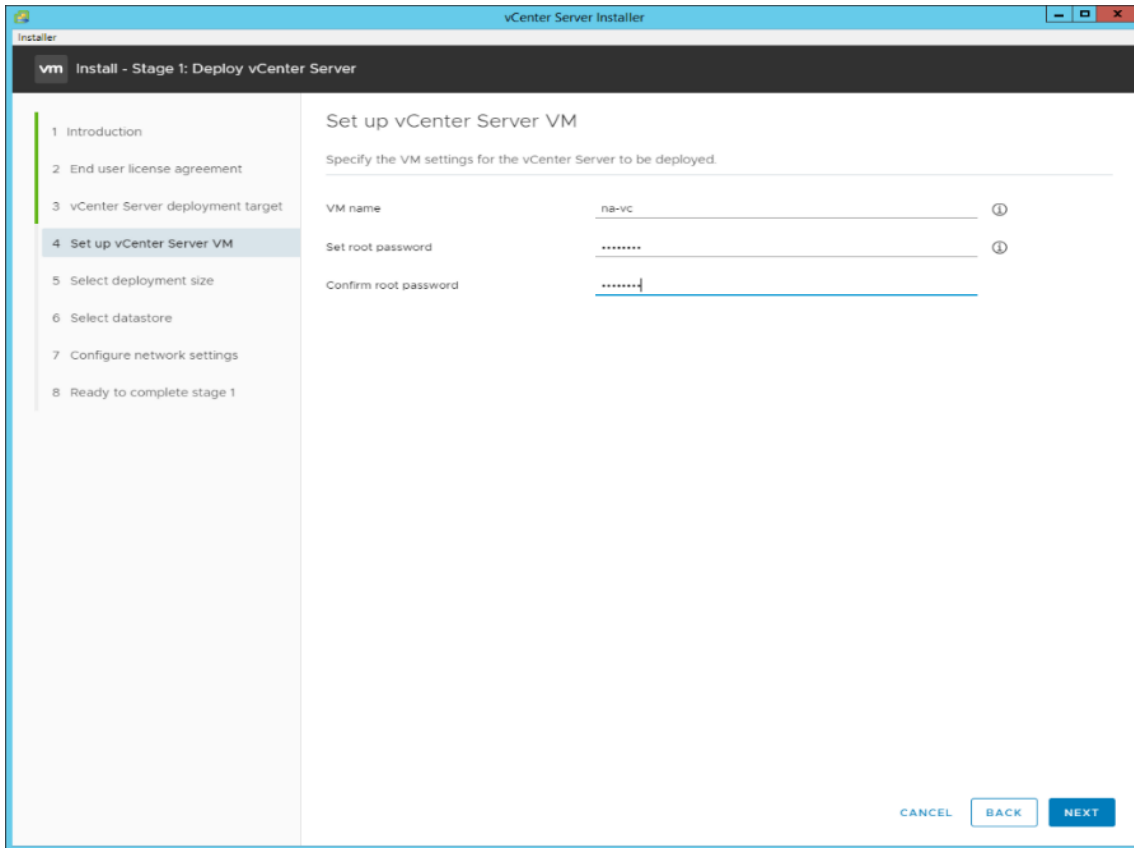 vCenter Server Installer
Installer
vm Install - Stage 1: Deploy vCenter Server
1 Introduction
2 End user license agreement
3 vCenter Server deployment target
4 Set up vCenter Server VM
5 Select deployment size
6 Select datastore
7 Configure network settings
8 Ready to complete stage 1
Set up vCenter Server VM
Specify the VM settings for the vCenter Server to be deployed.
VM name na-vc
Set root password ••••••••
Confirm root password ••••••••
CANCEL BACK NEXT